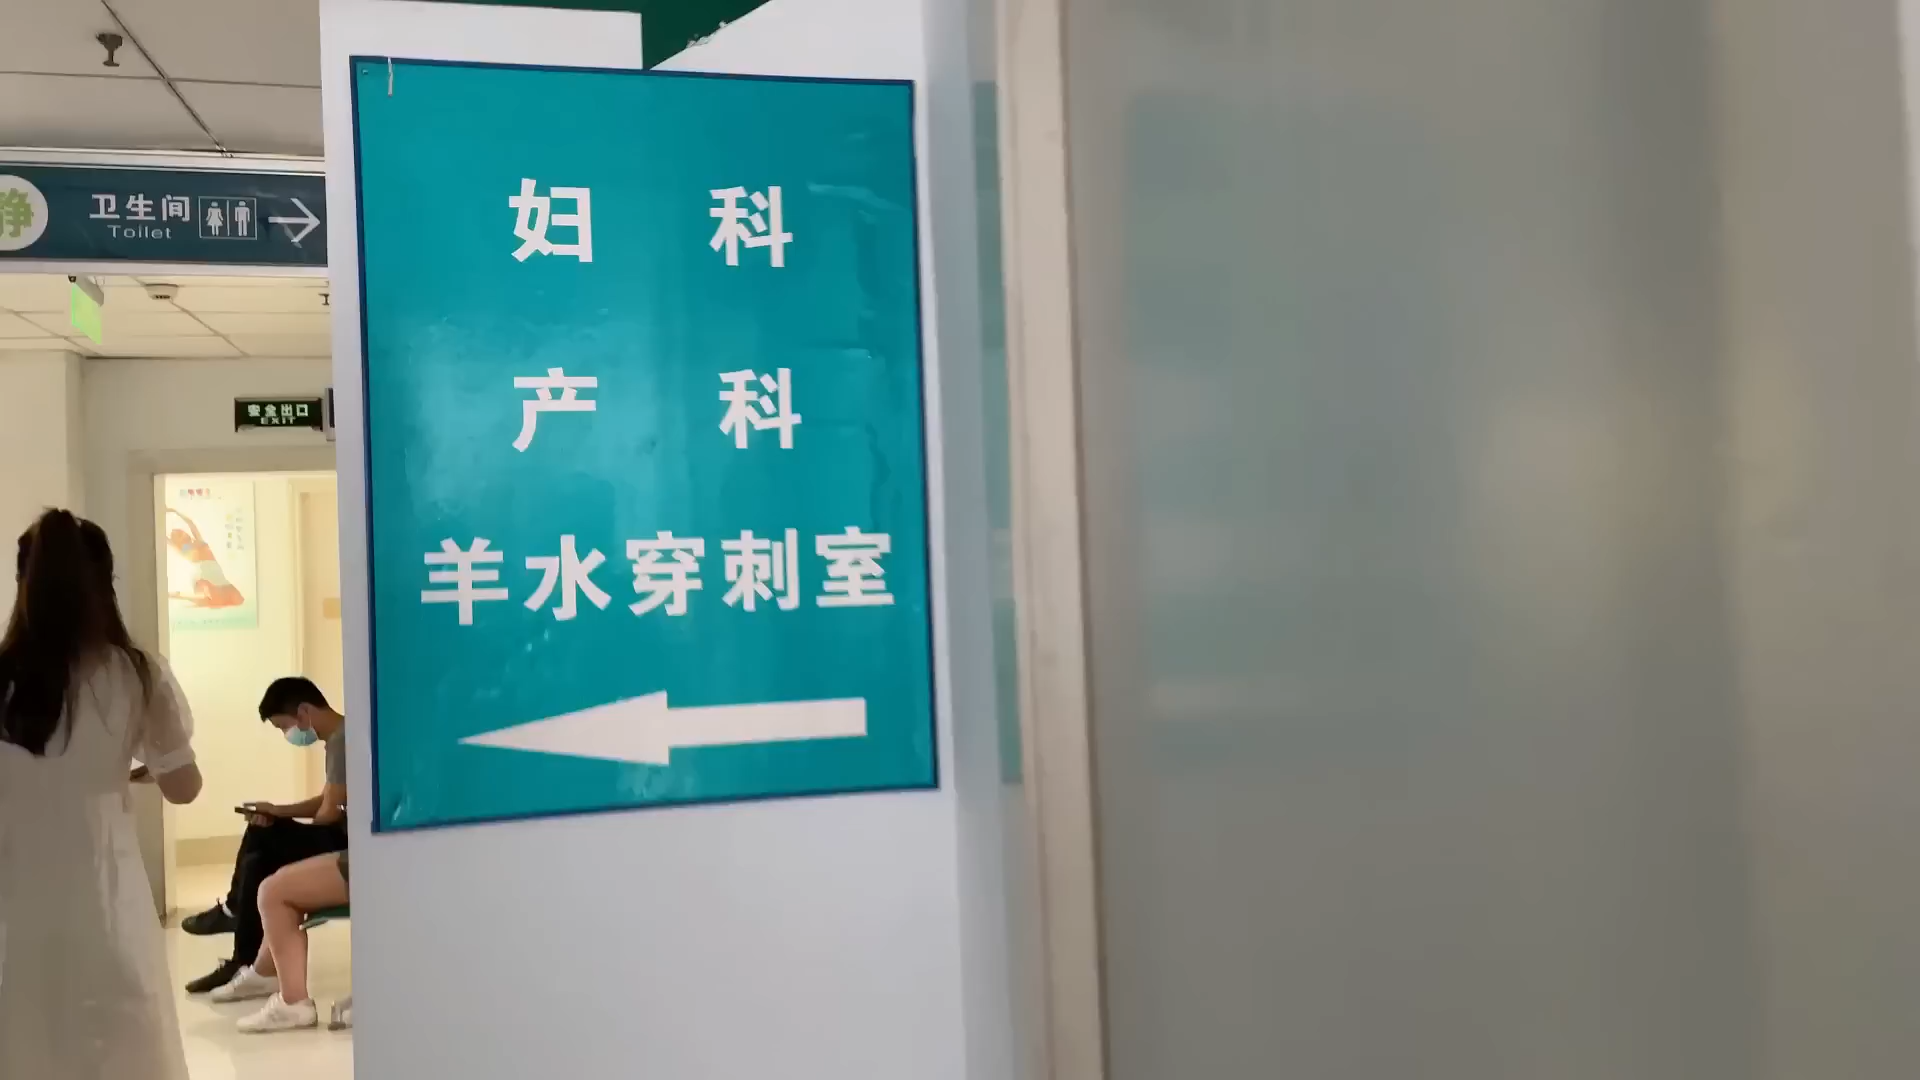 静
卫生间
Toilet
安全出口
EXIT
妇 科
产 科
羊水穿刺室